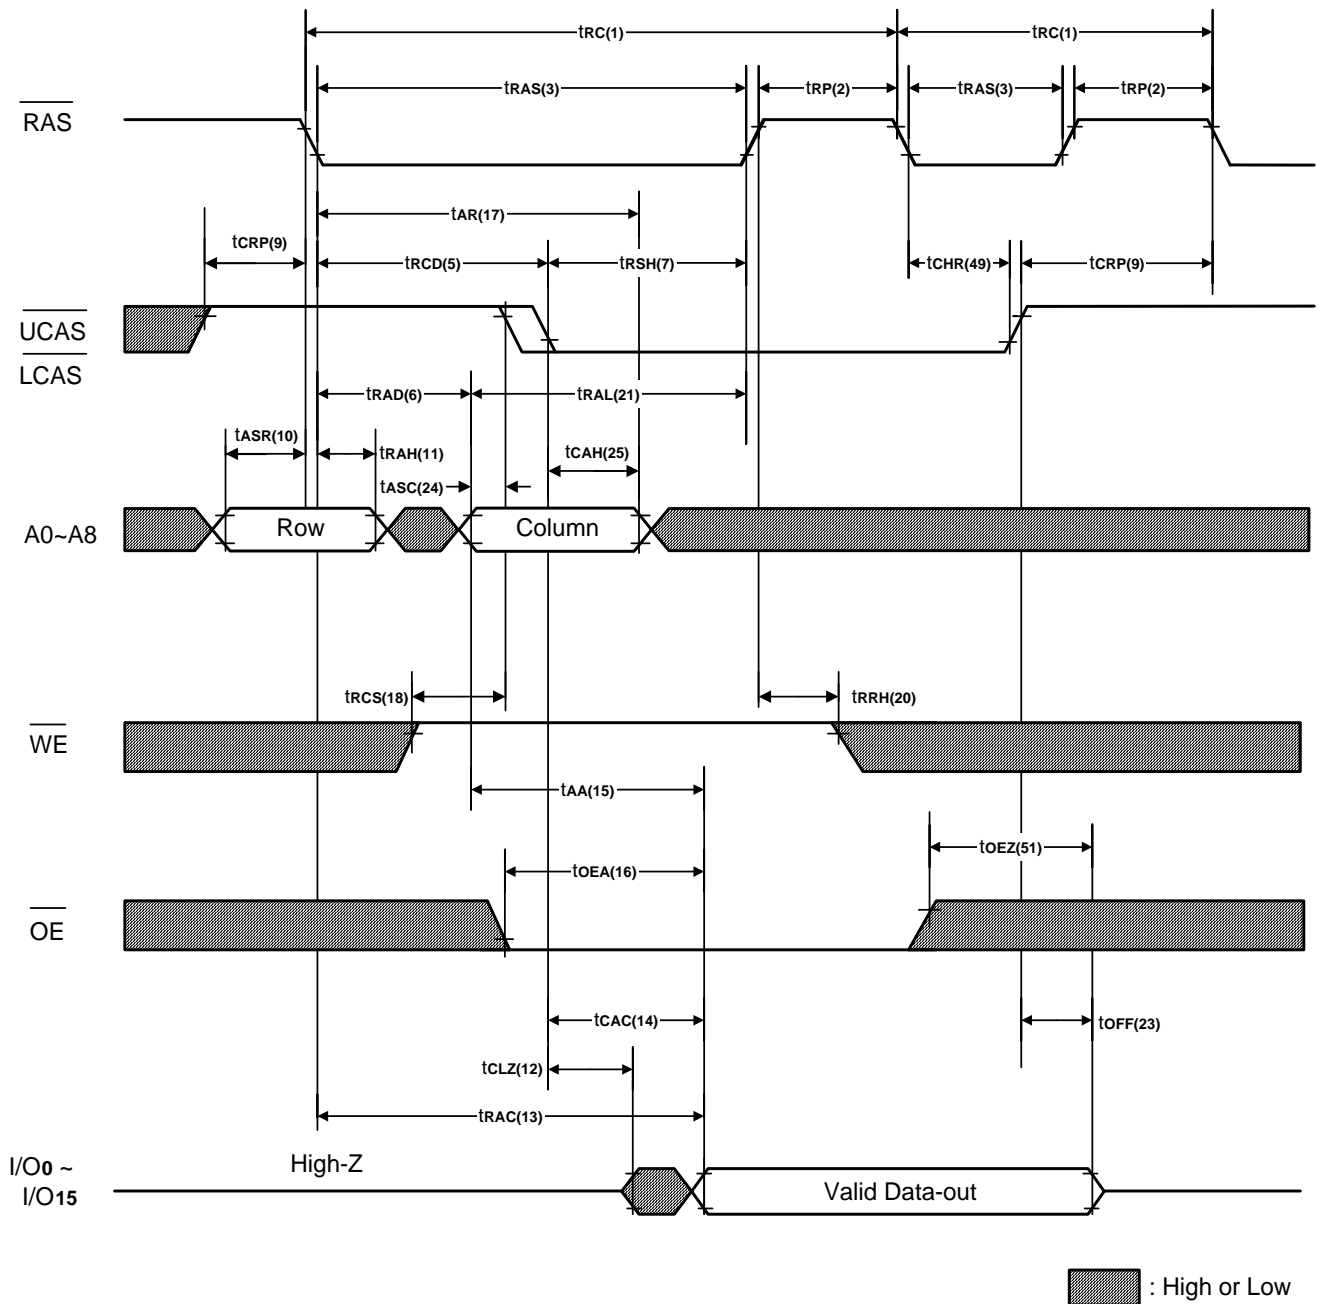 tRC(1) tRC(1)
tRAS(3) tRP(2) tRAS(3) tRP(2)
RAS
tAR(17)
tCRP(9) tRCD(5) tRSH(7) tCHR(49) tCRP(9)
UCAS
LCAS
tRAD(6) tRAL(21)
tASR(10) tRAH(11) tCAH(25)
tASC(24)
A0~A8 Row Column
tRCS(18) tRRH(20)
WE
tAA(15)
tOEZ(51)
tOEA(16)
OE
tCAC(14) tOFF(23)
tCLZ(12)
tRAC(13)
I/O0 ~ High-Z
I/O15 Valid Data-out
: High or Low